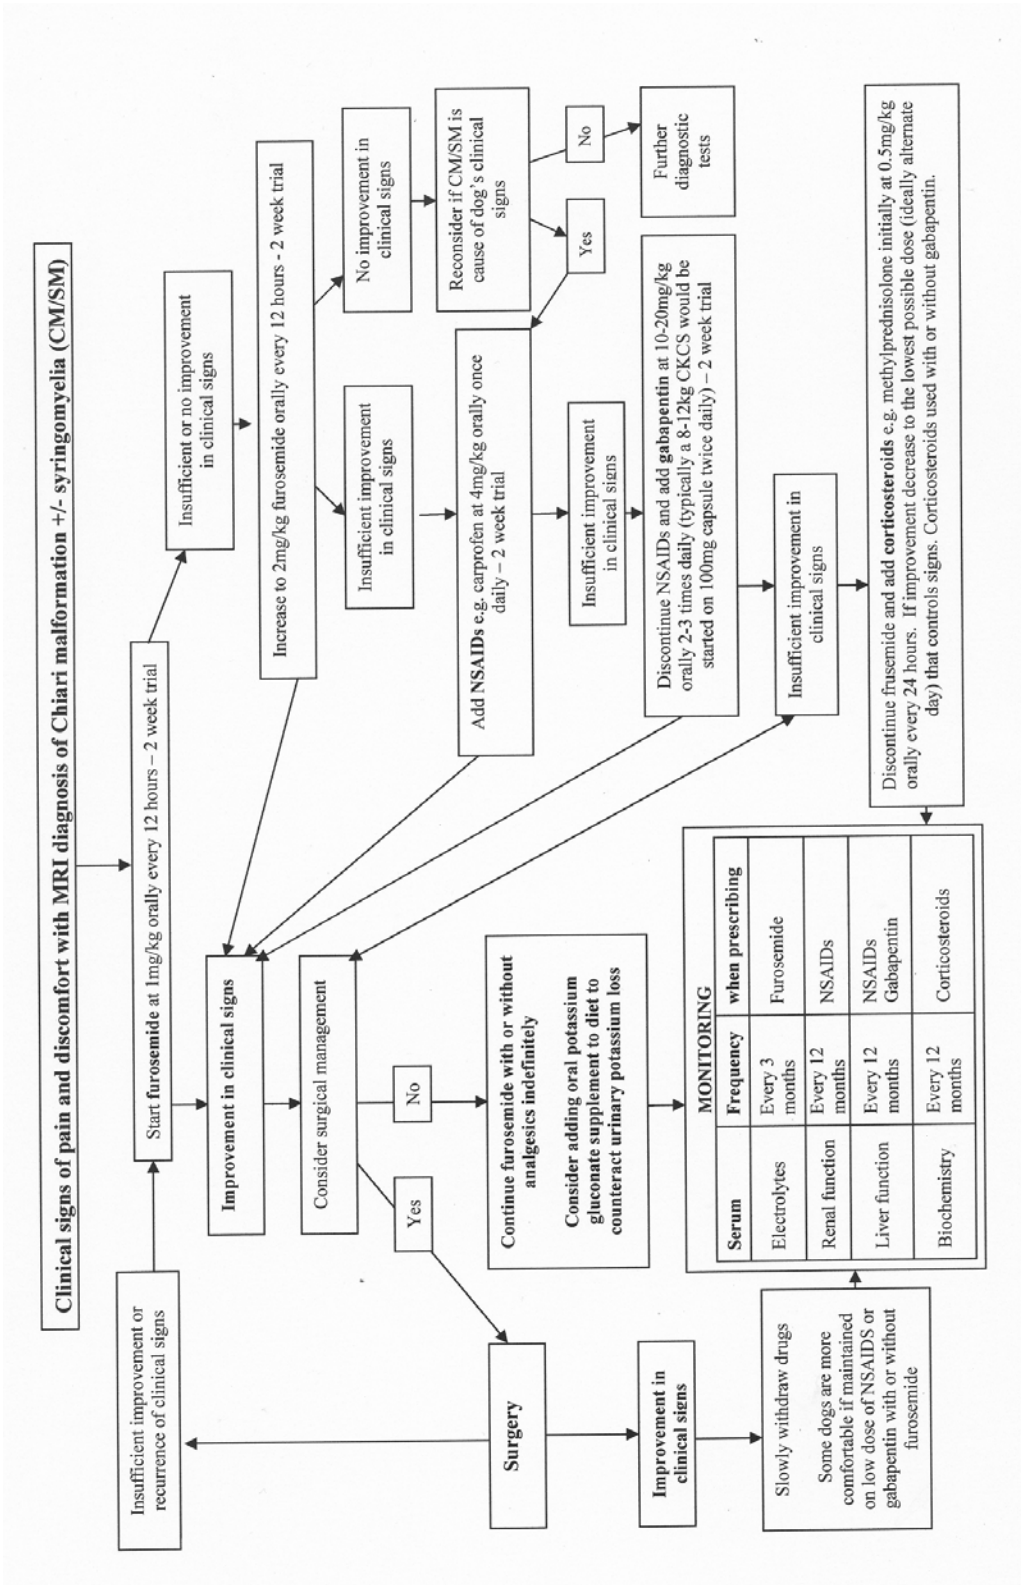 Clinical signs of pain and discomfort with MRI diagnosis of Chiari malformation +/- syringomyelia (CM/SM)
Insufficient improvement or
recurrence of clinical signs
Start furosemide at 1mg/kg orally every 12 hours – 2 week trial
Insufficient or no improvement
in clinical signs
Improvement in clinical signs
Increase to 2mg/kg furosemide orally every 12 hours - 2 week trial
Consider surgical management
Insufficient improvement
in clinical signs
No improvement in
clinical signs
Yes
No
Reconsider if CM/SM is
cause of dog's clinical
signs
Add NSAIDs e.g. carprofen at 4mg/kg orally once
daily – 2 week trial
Yes
No
Surgery
Continue furosemide with or without
analgesics indefinitely
Consider adding oral potassium
gluconate supplement to diet to
counteract urinary potassium loss
Insufficient improvement
in clinical signs
Further
diagnostic
tests
Improvement in
clinical signs
Discontinue NSAIDs and add gabapentin at 10-20mg/kg
orally 2-3 times daily (typically a 8-12kg CKCS would be
started on 100mg capsule twice daily) – 2 week trial
Insufficient improvement in
clinical signs
Slowly withdraw drugs
Some dogs are more
comfortable if maintained
on low dose of NSAIDS or
gabapentin with or without
furosemide
MONITORING
Serum Frequency when prescribing
Electrolytes Every 3 months Furosemide
Renal function Every 12 months NSAIDs
Liver function Every 12 months NSAIDs Gabapentin
Biochemistry Every 12 months Corticosteroids
Discontinue frusemide and add corticosteroids e.g. methylprednisolone initially at 0.5mg/kg
orally every 24 hours. If improvement decrease to the lowest possible dose (ideally alternate
day) that controls signs. Corticosteroids used with or without gabapentin.